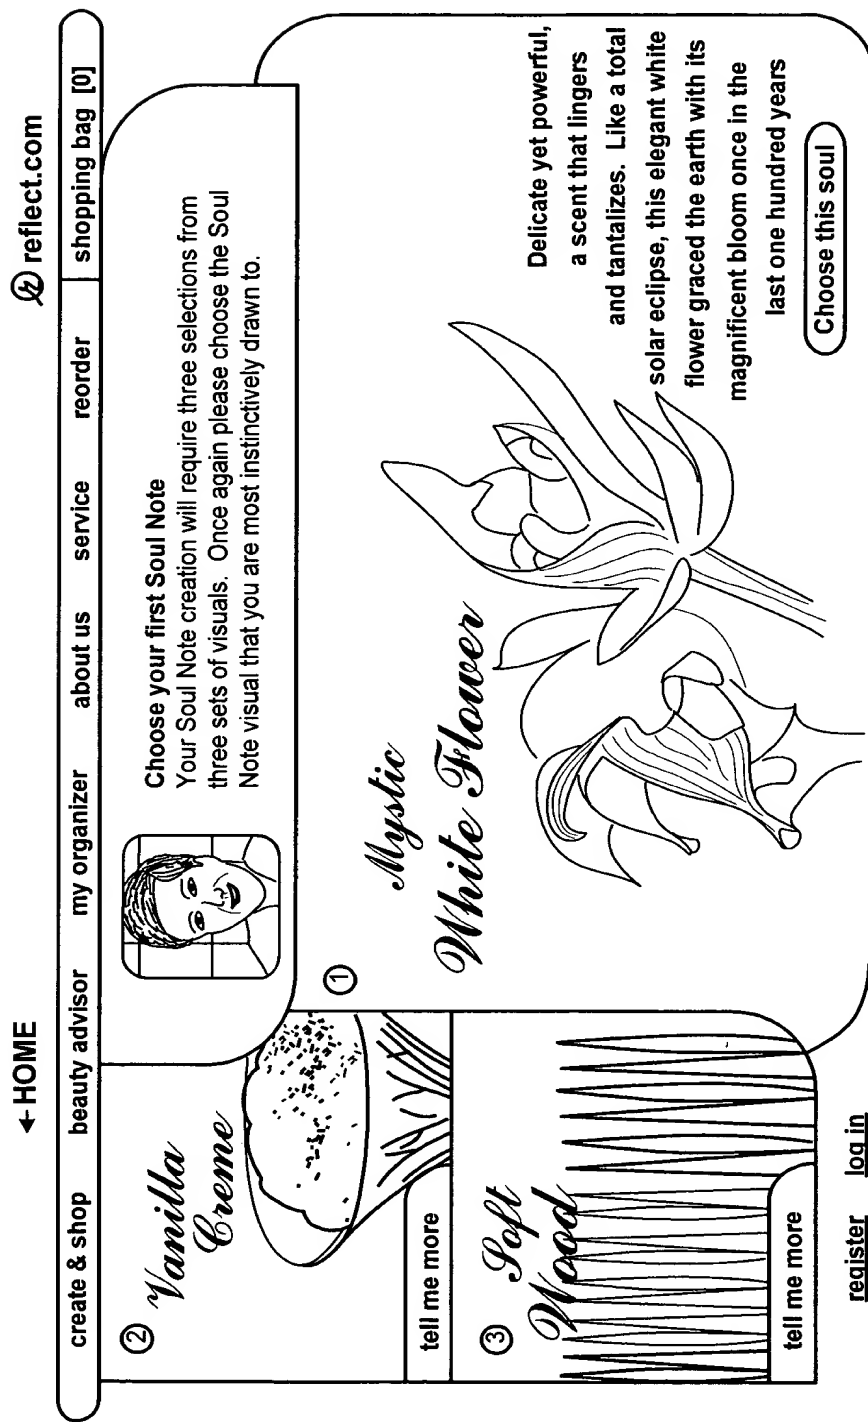 ←HOME
reflect.com
create & shop beauty advisor my organizer about us service reorder shopping bag [0]
Choose your first Soul Note
Your Soul Note creation will require three selections from
three sets of visuals. Once again please choose the Soul
Note visual that you are most instinctively drawn to.
②
Vanilla
Creme
tell me more
③
Soft
Wood
tell me more
①
Mystic
White Flower
Delicate yet powerful,
a scent that lingers
and tantalizes. Like a total
solar eclipse, this elegant white
flower graced the earth with its
magnificent bloom once in the
last one hundred years
Choose this soul
register log in